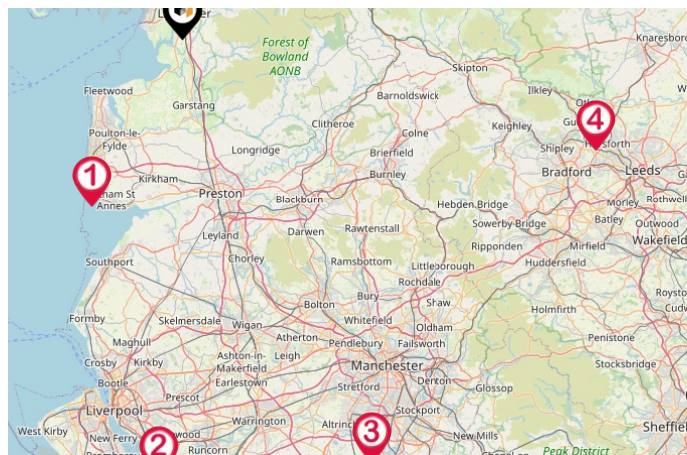 Forest of
Bowland
AONB
Knaresborough
Skipton
Fleetwood
Barnoldswick
Ilkley
Garstang
Poulton-le-
Fylde
Clitheroe
Colne
Keighley
4
Longridge
Brierfield
Shipley
1
Kirkham
Preston
Burnley
Bradford
Leeds
Annes
Blackburn
Hebden Bridge
Morley
Rothwell
Leyland
Darwen
Rawtenstall
Sowerby Bridge
Batley
Outwood
Ripponden
Mirfield
Wakefield
Southport
Chorley
Ramsbottom
Littleborough
Huddersfield
Rochdale
Formby
Skelmersdale
Wigan
Bolton
Bury
Shaw
Holmfirth
Whitefield
Oldham
Maghull
Atherton
Pendlebury
Failsworth
Penistone
Crosby
Kirkby
Ashton-in-
Makerfield
Leigh
Manchester
Stocksbridge
Bootle
Earlestown
Stretford
Denton
Glossop
Prescot
Liverpool
Warrington
Stockport
West Kirby
New Ferry
2
Runcorn
3
New Mills
Peak District